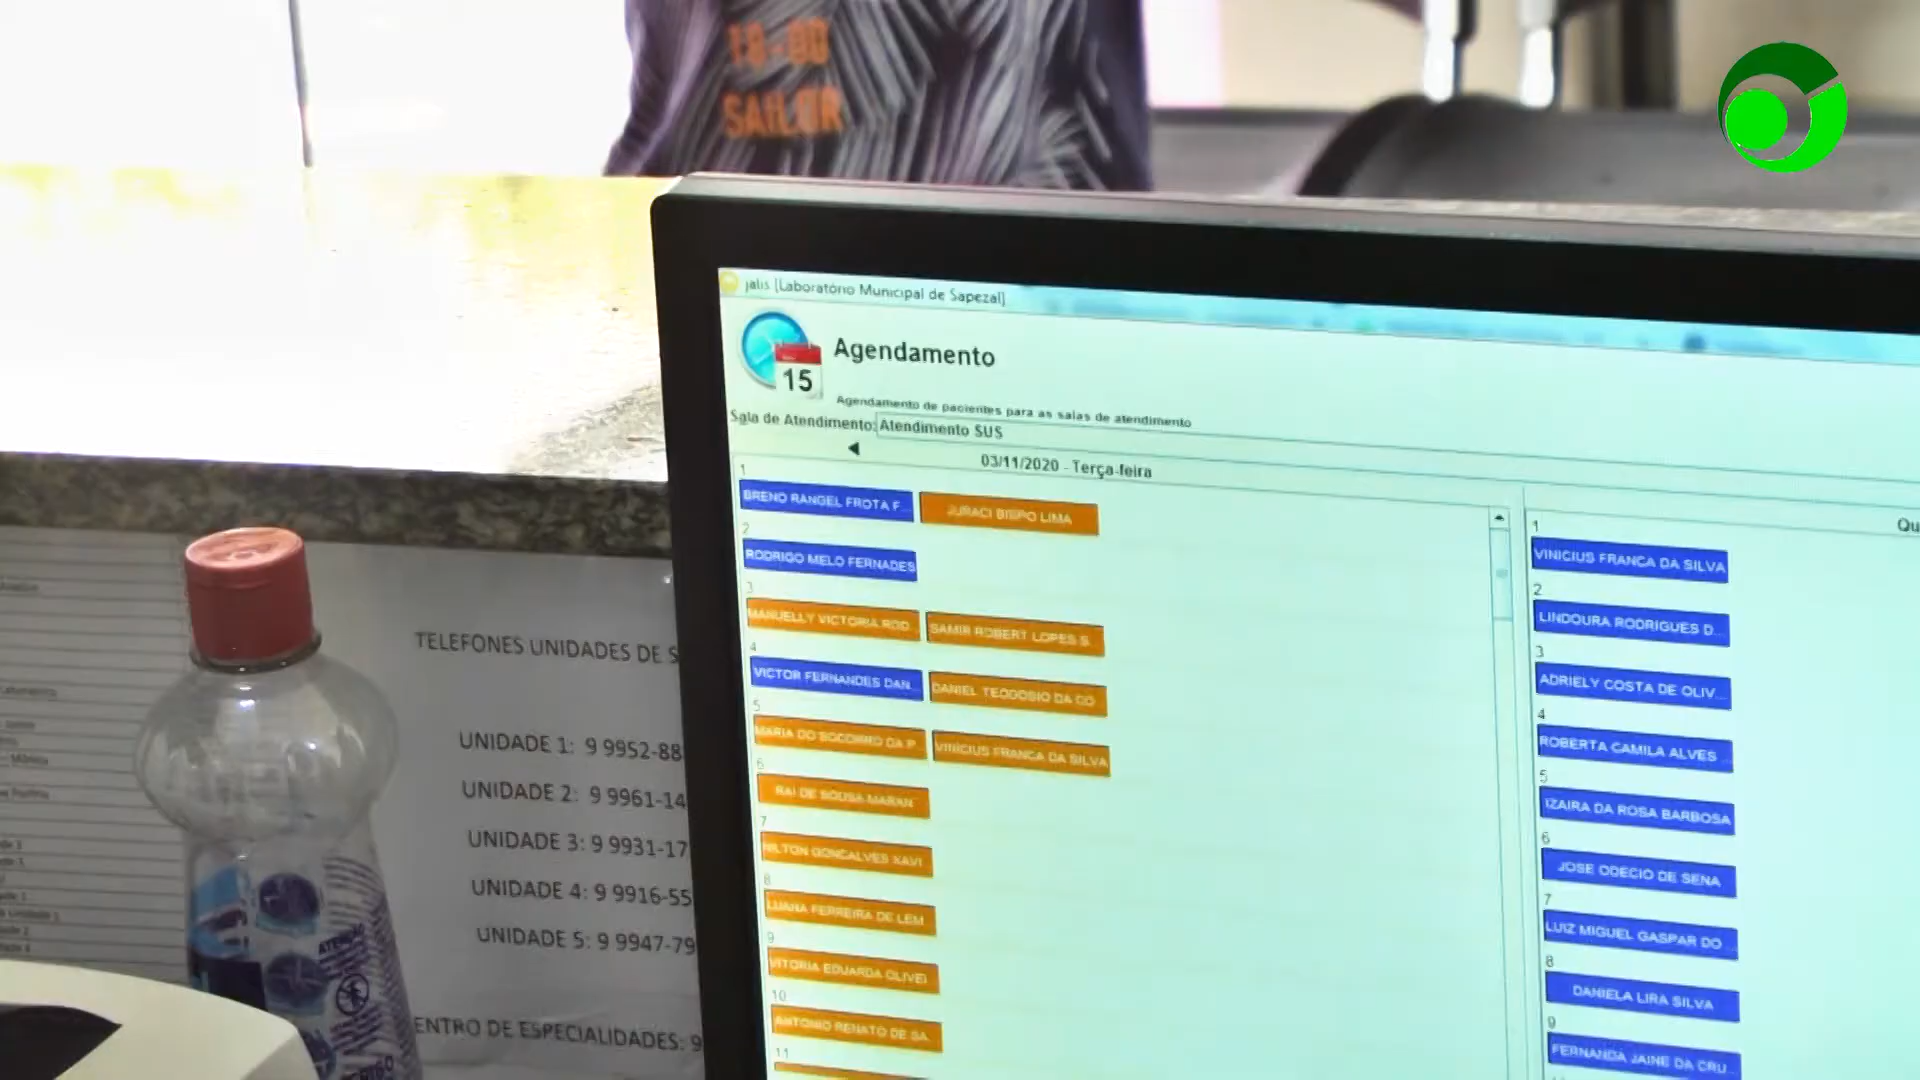 18-00
SAILOR
jalis [Laboratório Municipal de Sapezal]
15
Agendamento
Agendamento de pacientes para as salas de atendimento
Sala de Atendimento: Atendimento SUS
03/11/2020 - Terça-feira
Qu
1
BRENO RANGEL FROTA F...
JURACI BISPO LIMA
2
RODRIGO MELO FERNADES
3
MANUELLY VICTORIA ROD...
SAMIR ROBERT LOPES S...
4
VICTOR FERNANDES DAN...
DANIEL TEODOSIO DA CO...
5
MARIA DO SOCORRO DA P...
VINICIUS FRANCA DA SILVA
6
RAI DE SOUSA MARAN
7
NILTON GONCALVES XAVI
8
LUANA FERREIRA DE LEM
9
VITORIA EDUARDA OLIVEI
10
ANTONIO RENATO DE SA
11
1
VINICIUS FRANCA DA SILVA
2
LINDOURA RODRIGUES D...
3
ADRIELY COSTA DE OLIV...
4
ROBERTA CAMILA ALVES ...
5
IZAIRA DA ROSA BARBOSA
6
JOSE ODECIO DE SENA
7
LUIZ MIGUEL GASPAR DO ...
8
DANIELA LIRA SILVA
9
FERNANDA JAINE DA CRU...
TELEFONES UNIDADES DE S
UNIDADE 1: 9 9952-88
UNIDADE 2: 9 9961-14
UNIDADE 3: 9 9931-17
UNIDADE 4: 9 9916-55
UNIDADE 5: 9 9947-79
ENTRO DE ESPECIALIDADES: 9
ATENÇÃO